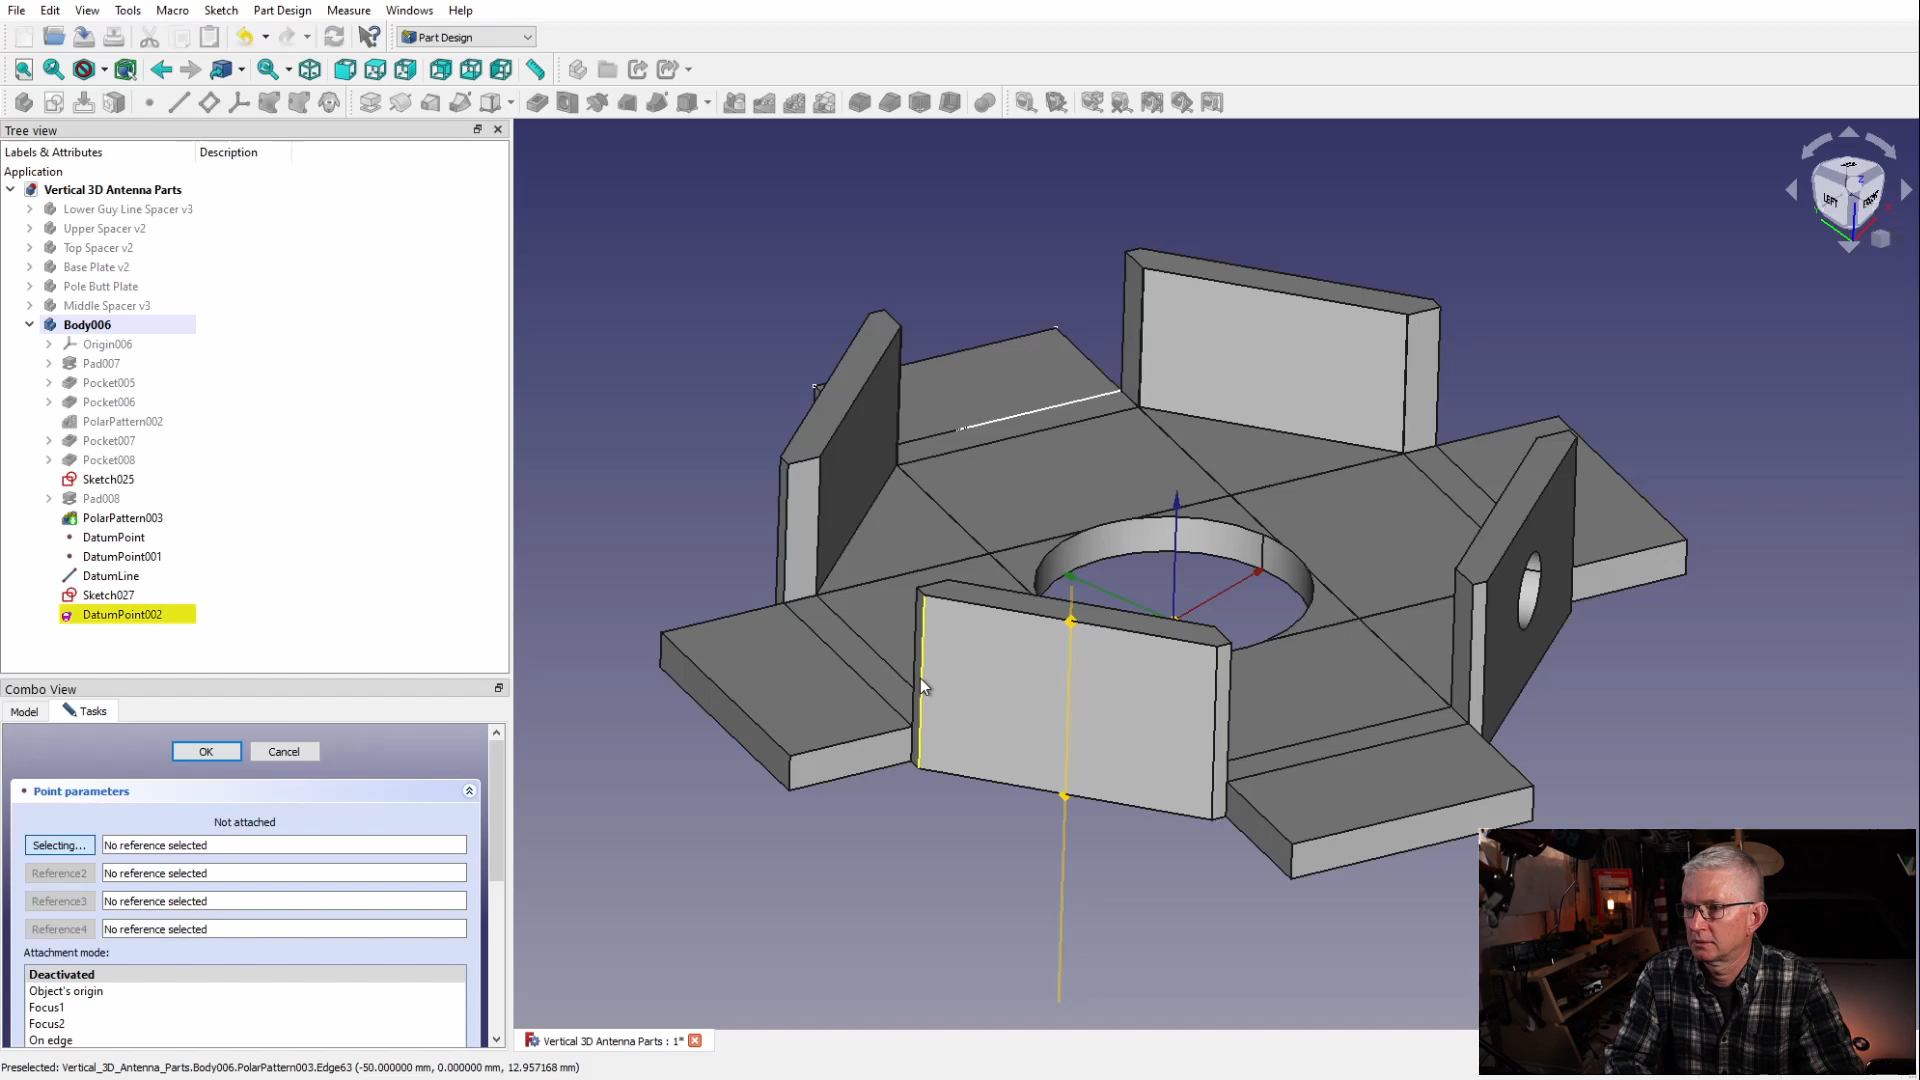 File Edit View Tools Macro Sketch Part Design Measure Windows Help
Part Design
Tree view
Labels & Attributes Description
Application
Vertical 3D Antenna Parts
Lower Guy Line Spacer v3
Upper Spacer v2
Top Spacer v2
Base Plate v2
Pole Butt Plate
Middle Spacer v3
Body006
Origin006
Pad007
Pocket005
Pocket006
PolarPattern002
Pocket007
Pocket008
Sketch025
Pad008
PolarPattern003
DatumPoint
DatumPoint001
DatumLine
Sketch027
DatumPoint002
Z
LEFT FRONT
Combo View
Model Tasks
OK Cancel
Point parameters
Not attached
Selecting... No reference selected
Reference2 No reference selected
Reference3 No reference selected
Reference4 No reference selected
Attachment mode:
Deactivated
Object's origin
Focus1
Focus2
On edge
Vertical 3D Antenna Parts : 1*
Preselected: Vertical_3D_Antenna_Parts.Body006.PolarPattern003.Edge63 (-50.000000 mm, 0.000000 mm, 12.957168 mm)